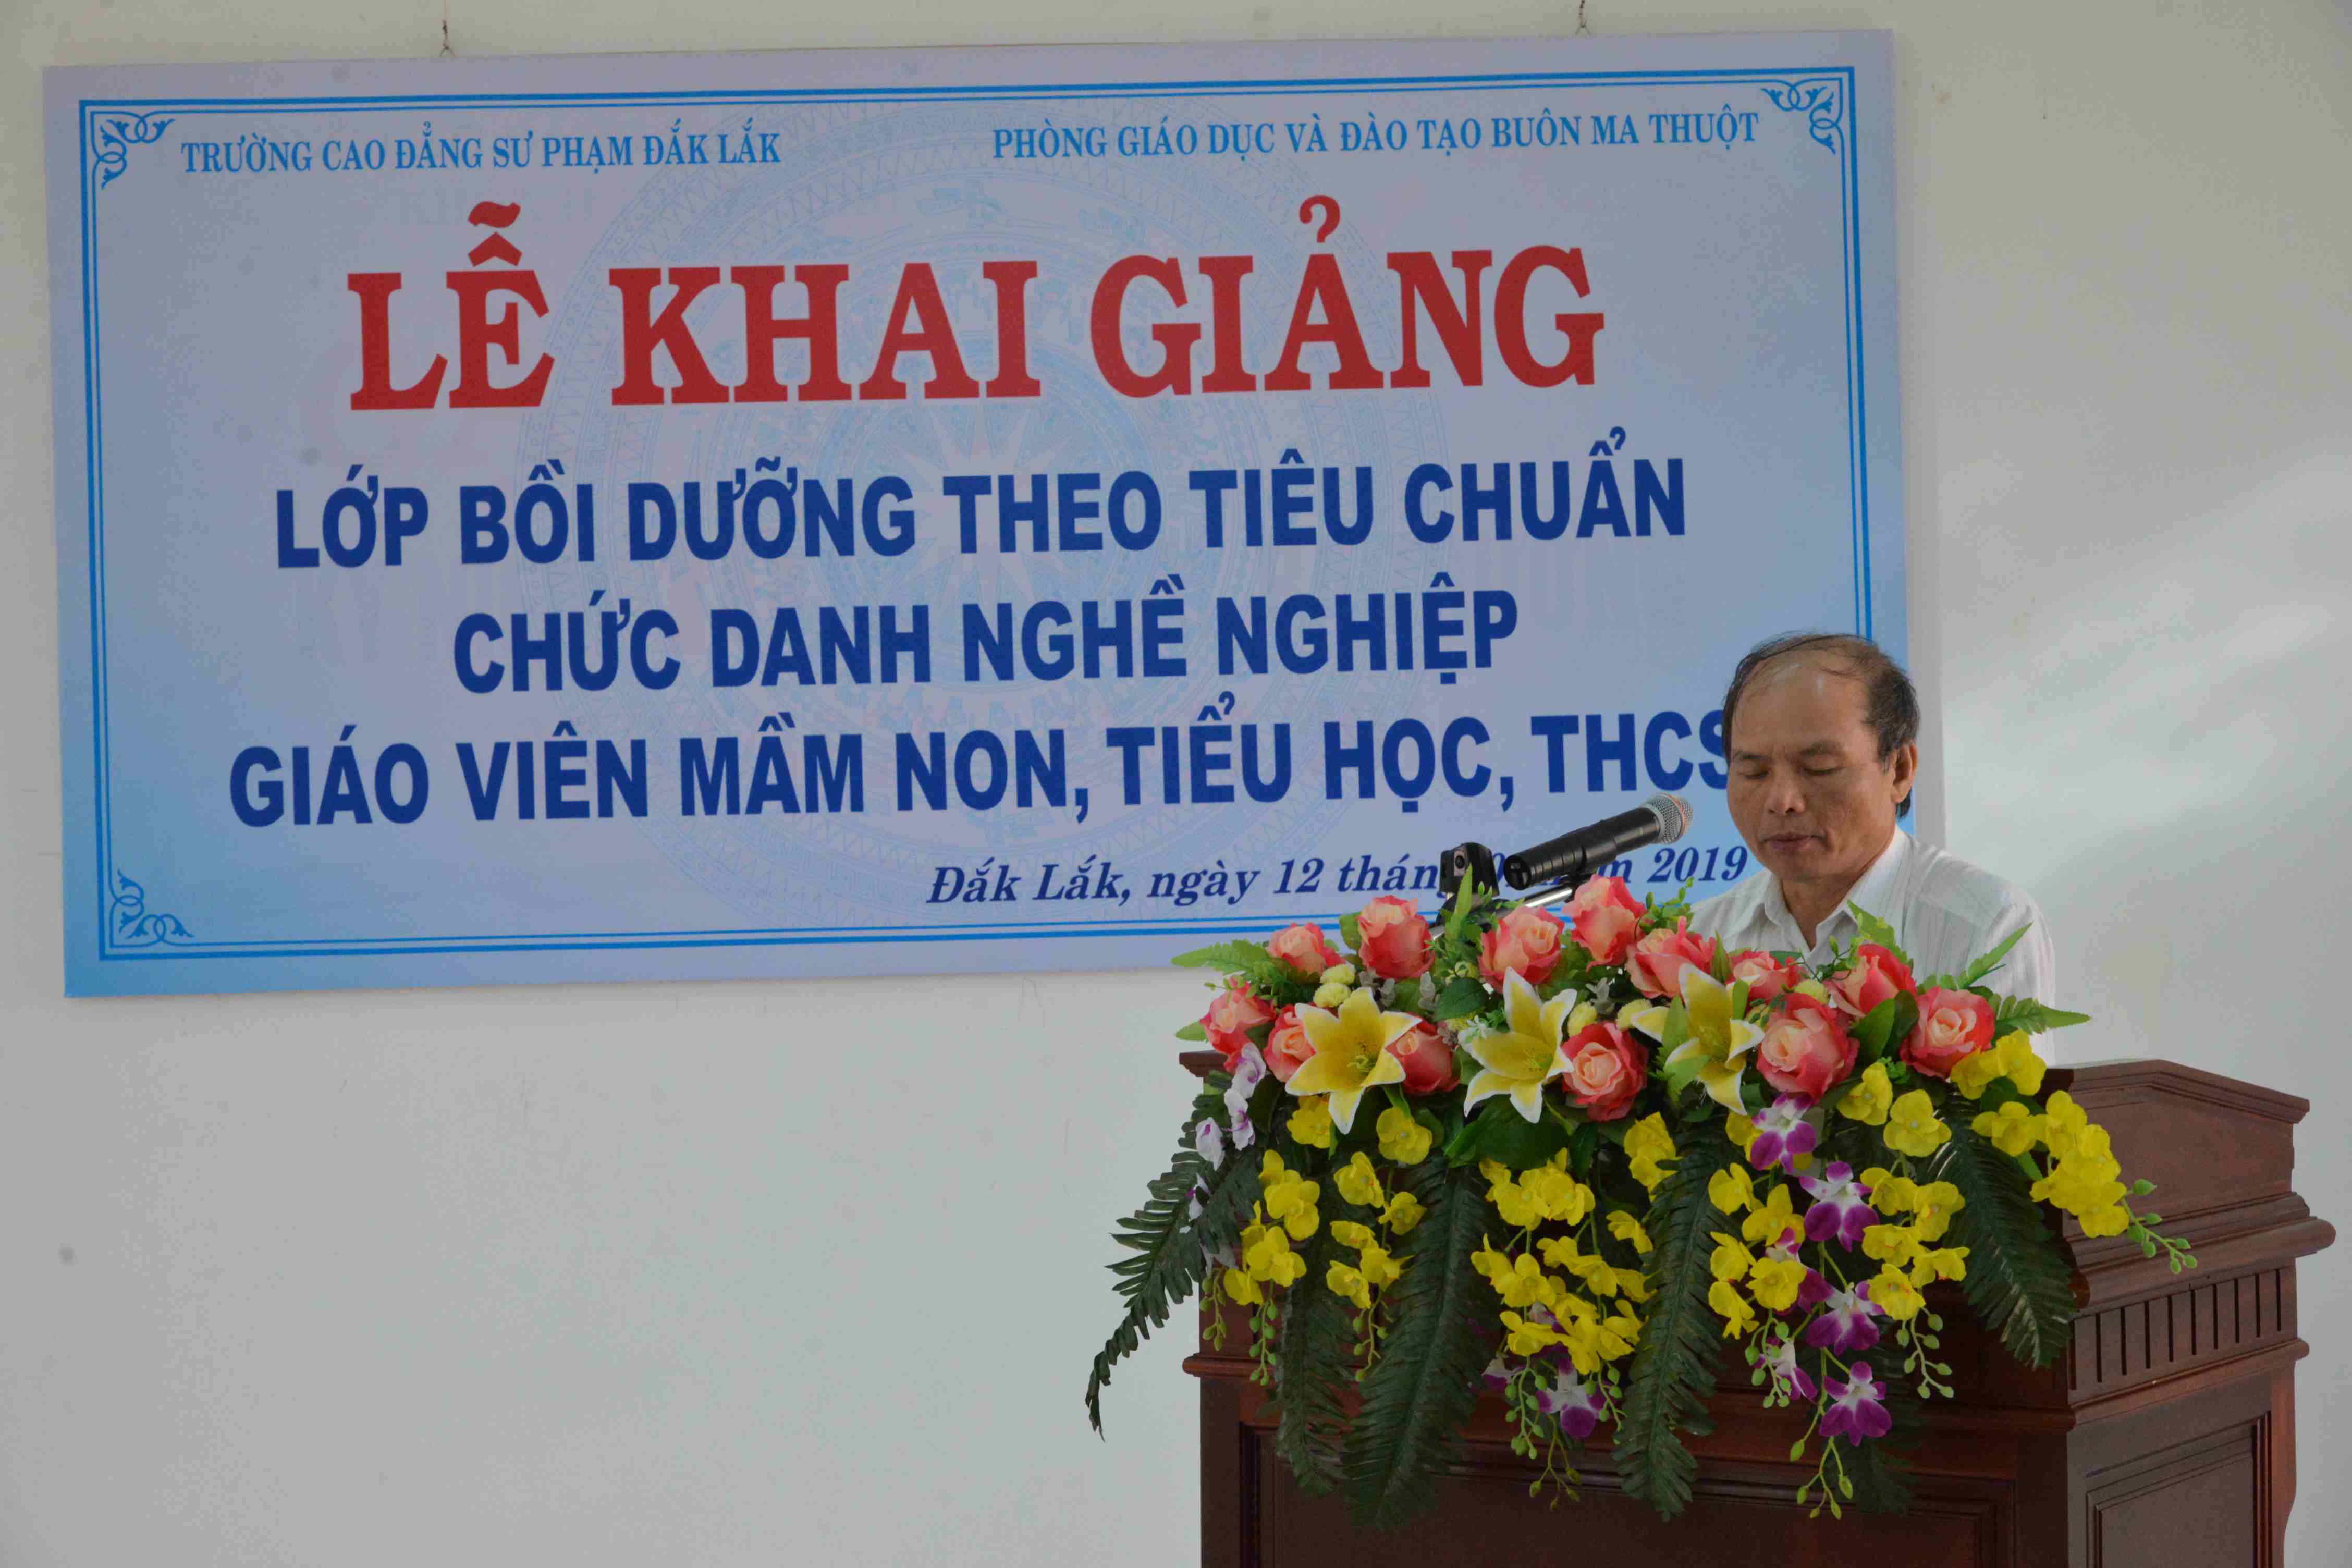 TRƯỜNG CAO ĐẲNG SƯ PHẠM ĐẮK LẮK
PHÒNG GIÁO DỤC VÀ ĐÀO TẠO BUÔN MA THUỘT
LỄ KHAI GIẢNG
LỚP BỒI DƯỠNG THEO TIÊU CHUẨN
CHỨC DANH NGHỀ NGHIỆP
GIÁO VIÊN MẦM NON, TIỂU HỌC, THCS
Đắk Lắk, ngày 12 thán 2019